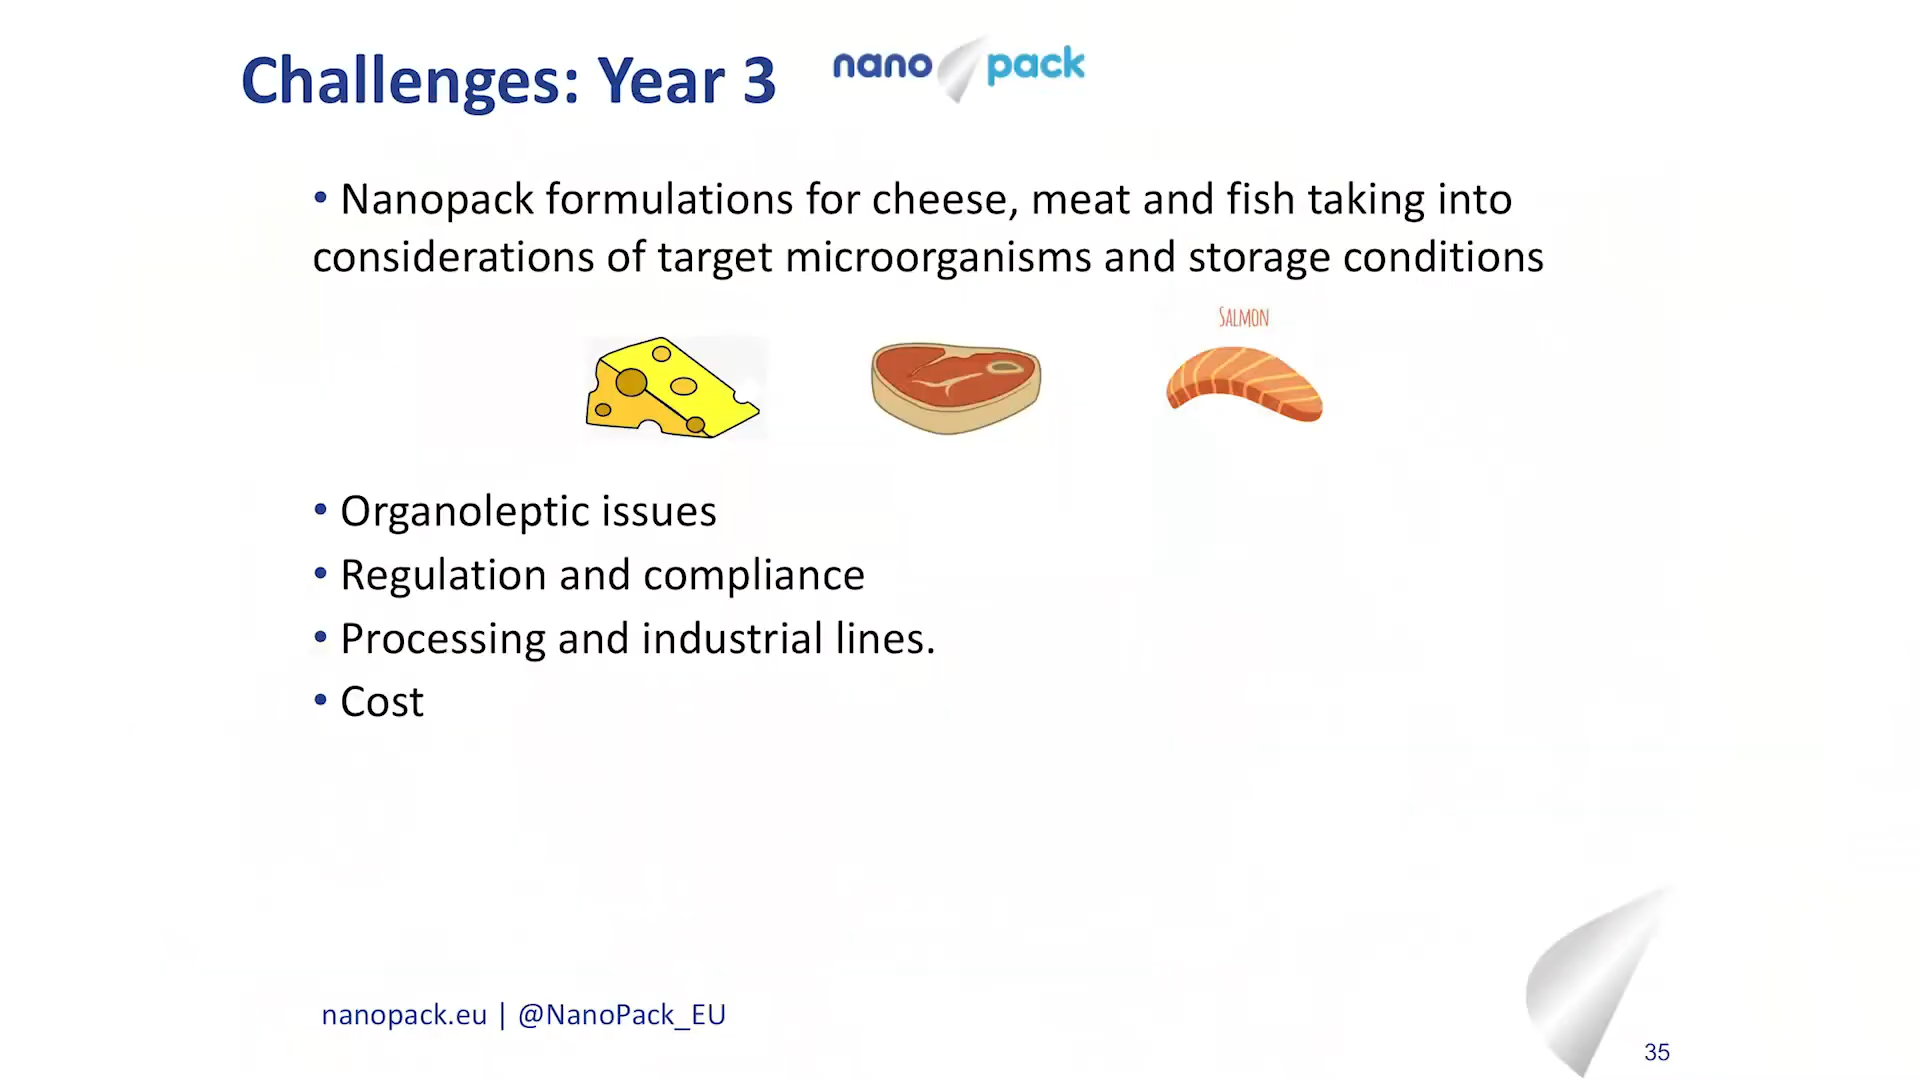 Challenges: Year 3
nano pack
• Nanopack formulations for cheese, meat and fish taking into
considerations of target microorganisms and storage conditions
SALMON
• Organoleptic issues
• Regulation and compliance
• Processing and industrial lines.
• Cost
nanopack.eu | @NanoPack_EU
35